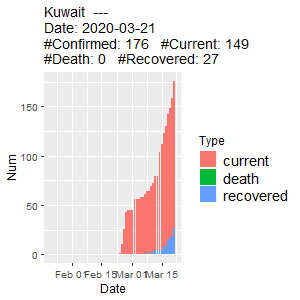 Kuwait  ---
Date: 2020-03-21
#Confirmed: 176   #Current: 149
#Death: 0   #Recovered: 27
Num
150
100
50
0
Feb 01
Feb 15
Mar 01
Mar 15
Date
Type
current
death
recovered